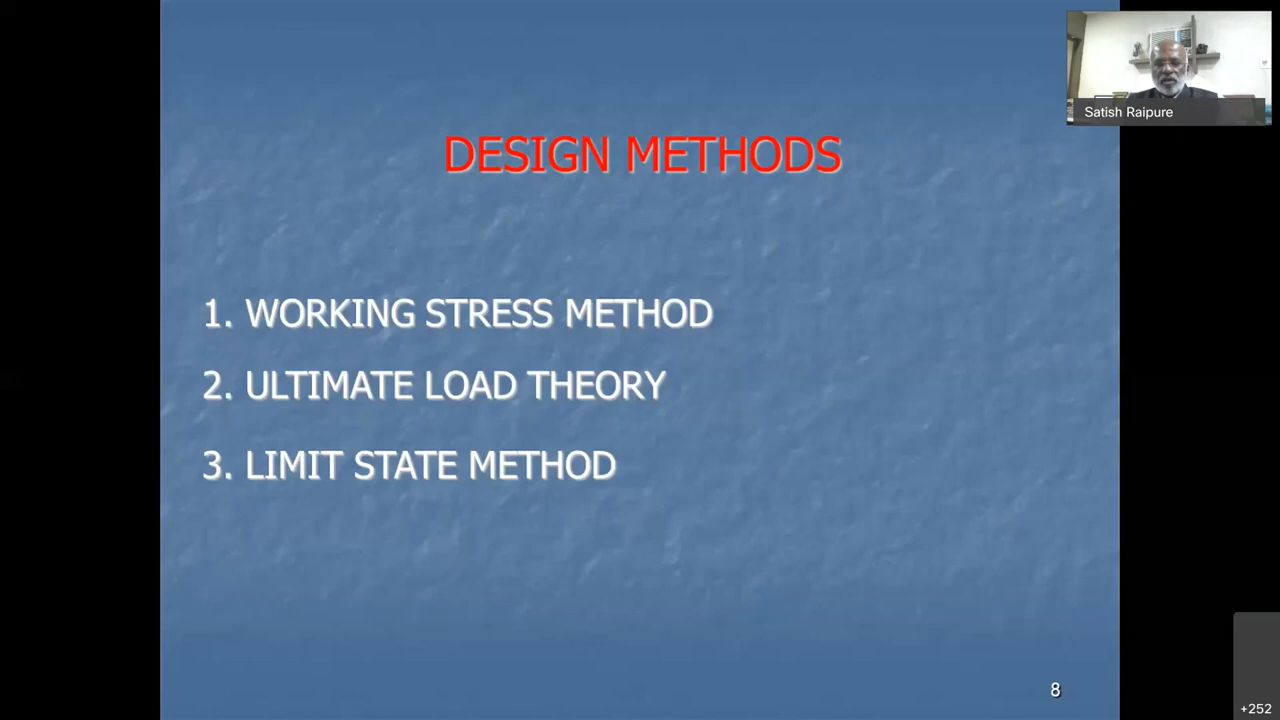 Satish Raipure
DESIGN METHODS
1. WORKING STRESS METHOD
2. ULTIMATE LOAD THEORY
3. LIMIT STATE METHOD
8
+252